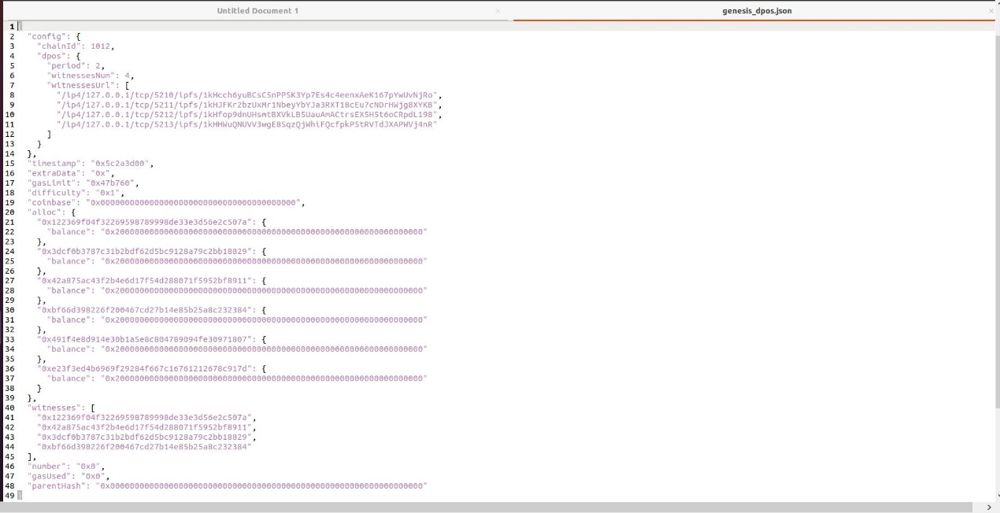 Untitled Document 1 × genesis_dpos.json ×
1 {
2 "config": {
3 "chainId": 1012,
4 "dpos": {
5 "period": 2,
6 "witnessesNum": 4,
7 "witnessesUrl": [
8 "/ip4/127.0.0.1/tcp/5210/ipfs/1kHcch6yuBCsC5nPPSK3Yp7Es4c4eenxAeK167pYwUvNjRo",
9 "/ip4/127.0.0.1/tcp/5211/ipfs/1kHJFKr2bzUxMr1NbeyYbYJa3RXT18cEu7cNDrHWjg8XYKB",
10 "/ip4/127.0.0.1/tcp/5212/ipfs/1kHfop9dnUHsmtBXVkLB5UauAmACtrsEX5H5t6oCRpdL198",
11 "/ip4/127.0.0.1/tcp/5213/ipfs/1kHHWuQNUVV3wgE8SqzQjWhiFQcfpkP5tRVTdJXAPWVj4nR"
12 ]
13 }
14 },
15 "timestamp": "0x5c2a3d00",
16 "extraData": "0x",
17 "gasLimit": "0x47b760",
18 "difficulty": "0x1",
19 "coinbase": "0x0000000000000000000000000000000000000000",
20 "alloc": {
21 "0x122369f04f32269598789998de33e3d56e2c507a": {
22 "balance": "0x200000000000000000000000000000000000000000000000000000000000000"
23 },
24 "0x3dcf0b3787c31b2bdf62d5bc9128a79c2bb18829": {
25 "balance": "0x200000000000000000000000000000000000000000000000000000000000000"
26 },
27 "0x42a875ac43f2b4e6d17f54d288071f5952bf8911": {
28 "balance": "0x200000000000000000000000000000000000000000000000000000000000000"
29 },
30 "0xbf66d398226f200467cd27b14e85b25a8c232384": {
31 "balance": "0x200000000000000000000000000000000000000000000000000000000000000"
32 },
33 "0x491f4e8d914e30b1a5e8c804789094fe30971807": {
34 "balance": "0x200000000000000000000000000000000000000000000000000000000000000"
35 },
36 "0xe23f3ed4b6969f29284f667c16761212678c917d": {
37 "balance": "0x200000000000000000000000000000000000000000000000000000000000000"
38 }
39 },
40 "witnesses": [
41 "0x122369f04f32269598789998de33e3d56e2c507a",
42 "0x42a875ac43f2b4e6d17f54d288071f5952bf8911",
43 "0x3dcf0b3787c31b2bdf62d5bc9128a79c2bb18829",
44 "0xbf66d398226f200467cd27b14e85b25a8c232384"
45 ],
46 "number": "0x0",
47 "gasUsed": "0x0",
48 "parentHash": "0x0000000000000000000000000000000000000000000000000000000000000000"
49 }